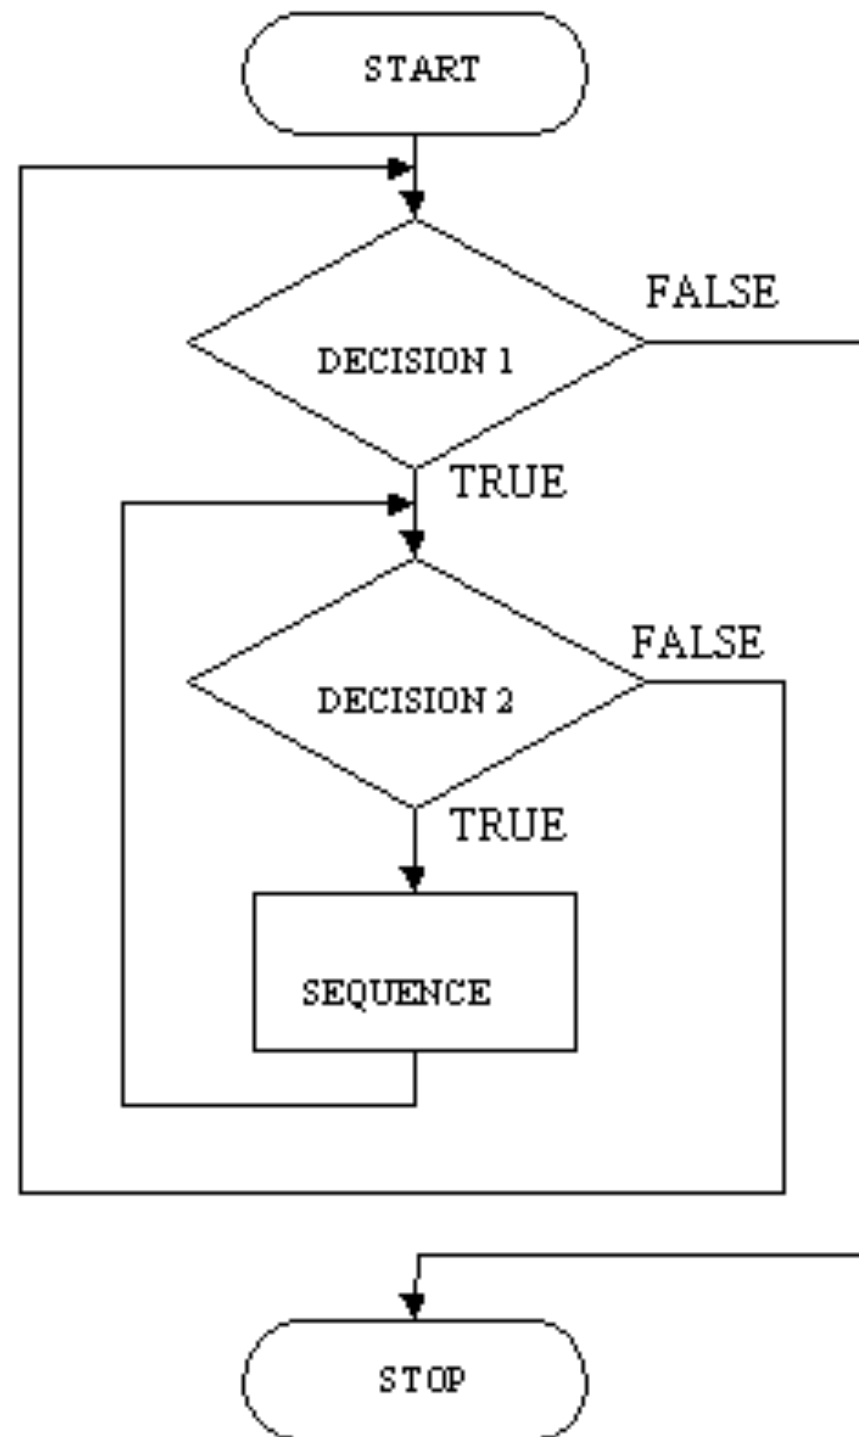 START
FALSE
DECISION 1
TRUE
FALSE
DECISION 2
TRUE
SEQUENCE
STOP